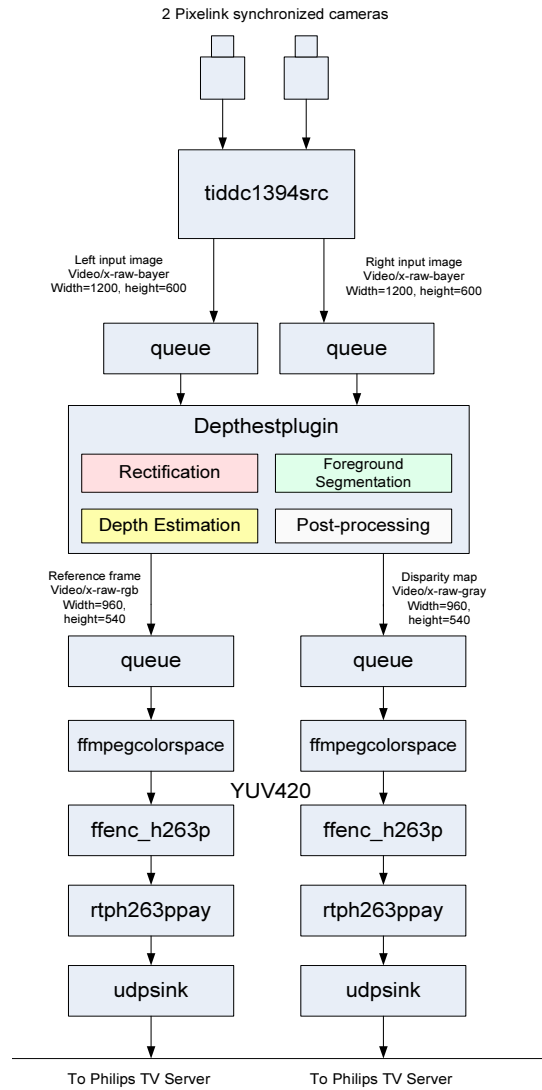 2 Pixelink synchronized cameras
tiddc1394src
Left input image
Video/x-raw-bayer
Width=1200, height=600
Right input image
Video/x-raw-bayer
Width=1200, height=600
queue
queue
Depthestplugin
Rectification
Foreground
Segmentation
Depth Estimation
Post-processing
Reference frame
Video/x-raw-rgb
Width=960,
height=540
Disparity map
Video/x-raw-gray
Width=960,
height=540
queue
queue
ffmpegcolorspace
ffmpegcolorspace
YUV420
ffenc_h263p
ffenc_h263p
rtph263ppay
rtph263ppay
udpsink
udpsink
To Philips TV Server
To Philips TV Server